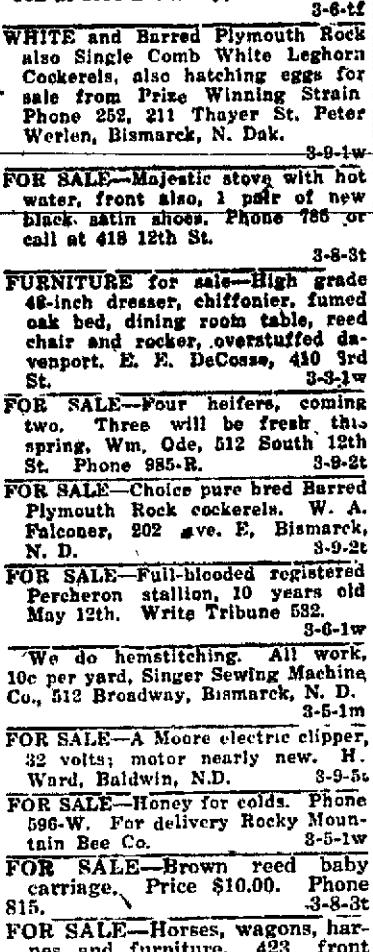 3-6-tf
WHITE and Barred Plymouth Rock
also Single Comb White Leghorn
Cockerels, also hatching eggs for
sale from Prize Winning Strain
Phone 252, 211 Thayer St. Peter
Werlen, Bismarck, N. Dak.
3-9-1w
FOR SALE—Majestic stove with hot
water, front also, 1 pair of new
black satin shoes. Phone 786 or
call at 418 12th St.
3-8-3t
FURNITURE for sale—High grade
48-inch dresser, chiffonier, fumed
oak bed, dining room table, reed
chair and rocker, overstuffed da-
venport. E. E. DeCosse, 410 3rd
St. 3-3-1w
FOR SALE—Four heifers, coming
two. Three will be fresh this
spring, Wm. Ode, 512 South 12th
St. Phone 985-R. 3-9-2t
FOR SALE—Choice pure bred Barred
Plymouth Rock cockerels. W. A.
Falconer, 202 ave. E, Bismarck,
N. D. 3-9-2t
FOR SALE—Full-blooded registered
Percheron stallion, 10 years old
May 12th. Write Tribune 532.
3-6-1w
We do hemstitching. All work,
10c per yard, Singer Sewing Machine
Co., 512 Broadway, Bismarck, N. D.
3-5-1m
FOR SALE—A Moore electric clipper,
32 volts; motor nearly new. H.
Ward, Baldwin, N.D. 3-9-5t
FOR SALE—Honey for colds. Phone
596-W. For delivery Rocky Moun-
tain Bee Co. 3-5-1w
FOR SALE—Brown reed baby
carriage. Price $10.00. Phone
815. 3-8-3t
FOR SALE—Horses, wagons, har-
nes and furniture. 423 front